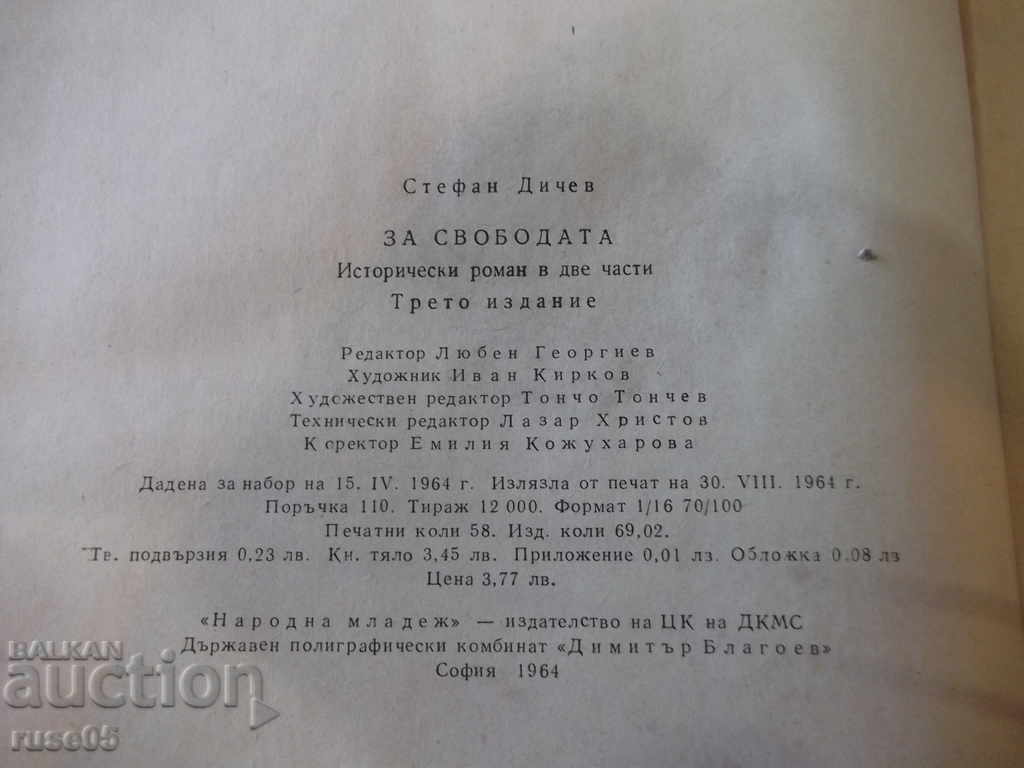 Стефан Дичев
ЗА СВОБОДАТА
Исторически роман в две части
Трето издание
Редактор Любен Георгиев
Художник Иван Кирков
Художествен редактор Тончо Тончев
Технически редактор Лазар Христов
Коректор Емилия Кожухарова
Дадена за набор на 15. IV. 1964 г. Излязла от печат на 30. VIII. 1964 г.
Поръчка 110. Тираж 12 000. Формат 1/16 70/100
Печатни коли 58. Изд. коли 69,02.
Тв. подвързия 0,23 лв. Кн. тяло 3,45 лв. Приложение 0,01 лз. Обложка 0.08 лз
Цена 3,77 лв.
«Народна младеж» — издателство на ЦК на ДКМС
Държавен полиграфически комбинат «Димитър Благоев»
София 1964
BALKAN
auction
ruse05